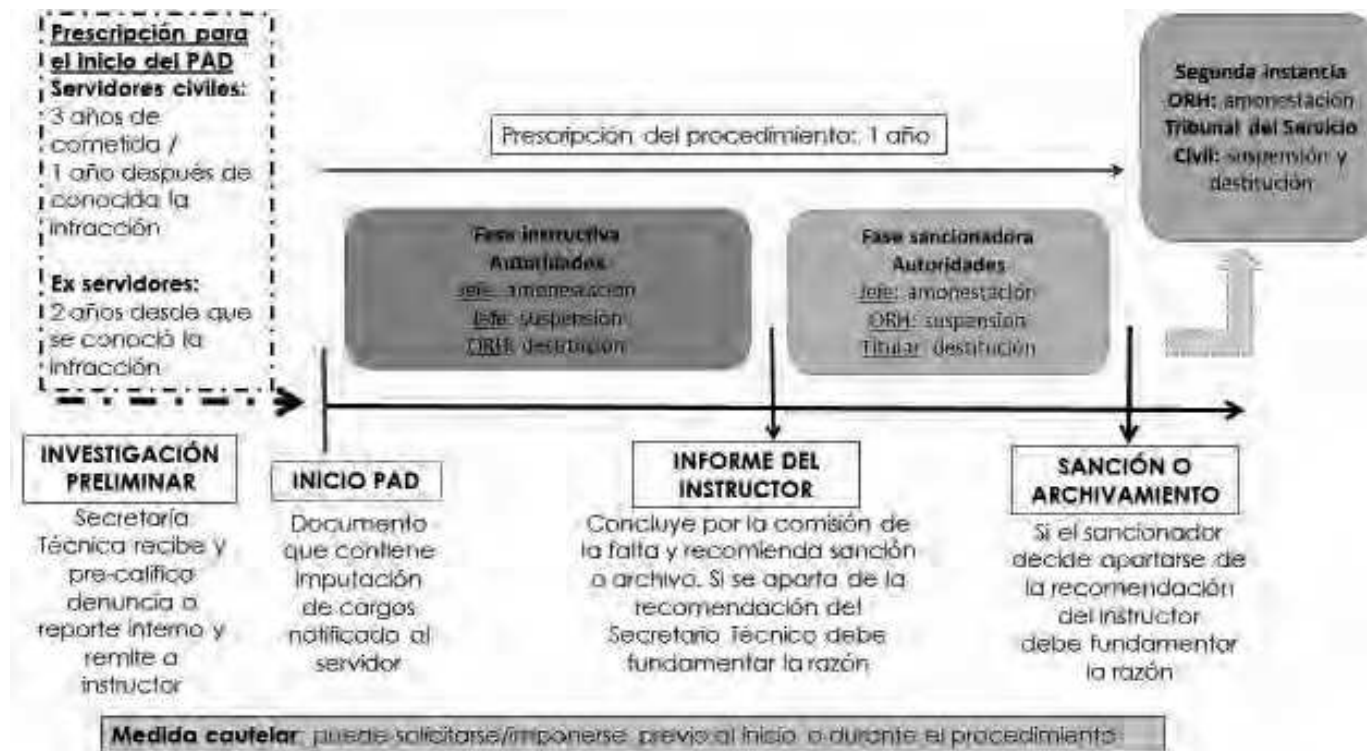 Prescripción para
el inicio del PAD
Servidores civiles:
3 años de
cometida /
1 año después de
conocida la
infracción
Ex servidores:
2 años desde que
se conoció la
infracción
Prescripción del procedimiento: 1 año
Segunda instancia
ORH: amonestación
Tribunal del Servicio
Civil: suspensión y
destitución
Fase instructiva
Autoridades
Jefe: amonestación
Jefe: suspensión
ORH: destitución
Fase sancionadora
Autoridades
Jefe: amonestación
ORH: suspensión
Titular: destitución
INVESTIGACIÓN
PRELIMINAR
Secretaría
Técnica recibe y
pre-califica
denuncia o
reporte interno y
remite a
instructor
INICIO PAD
Documento
que contiene
imputación
de cargos
notificado al
servidor
INFORME DEL
INSTRUCTOR
Concluye por la comisión de
la falta y recomienda sanción
o archivo. Si se aparta de la
recomendación del
Secretario Técnico debe
fundamentar la razón
SANCIÓN O
ARCHIVAMIENTO
Si el sancionador
decide apartarse de
la recomendación
del instructor
debe fundamentar
la razón
Medida cautelar: puede solicitarse/imponerse previo al inicio o durante el procedimiento